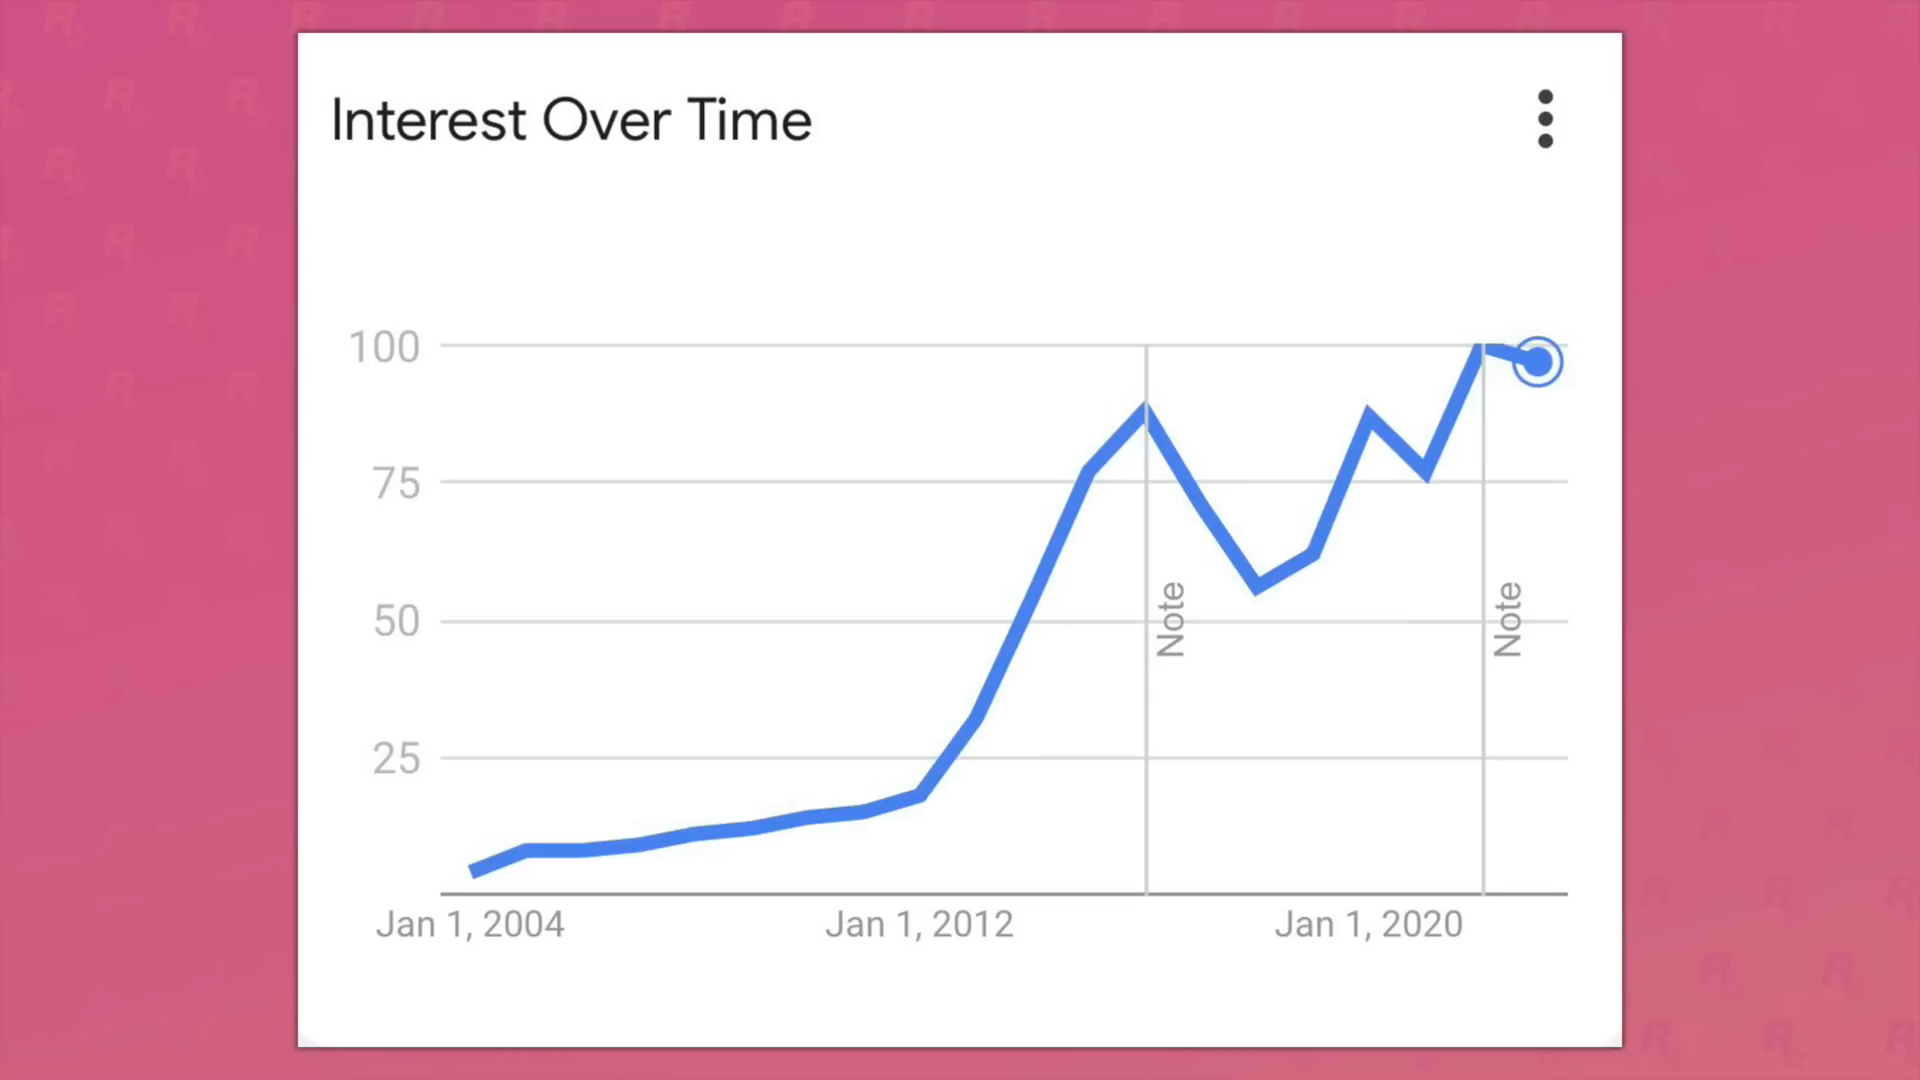 Interest Over Time
100
75
50
25
Note
Note
Jan 1, 2004
Jan 1, 2012
Jan 1, 2020